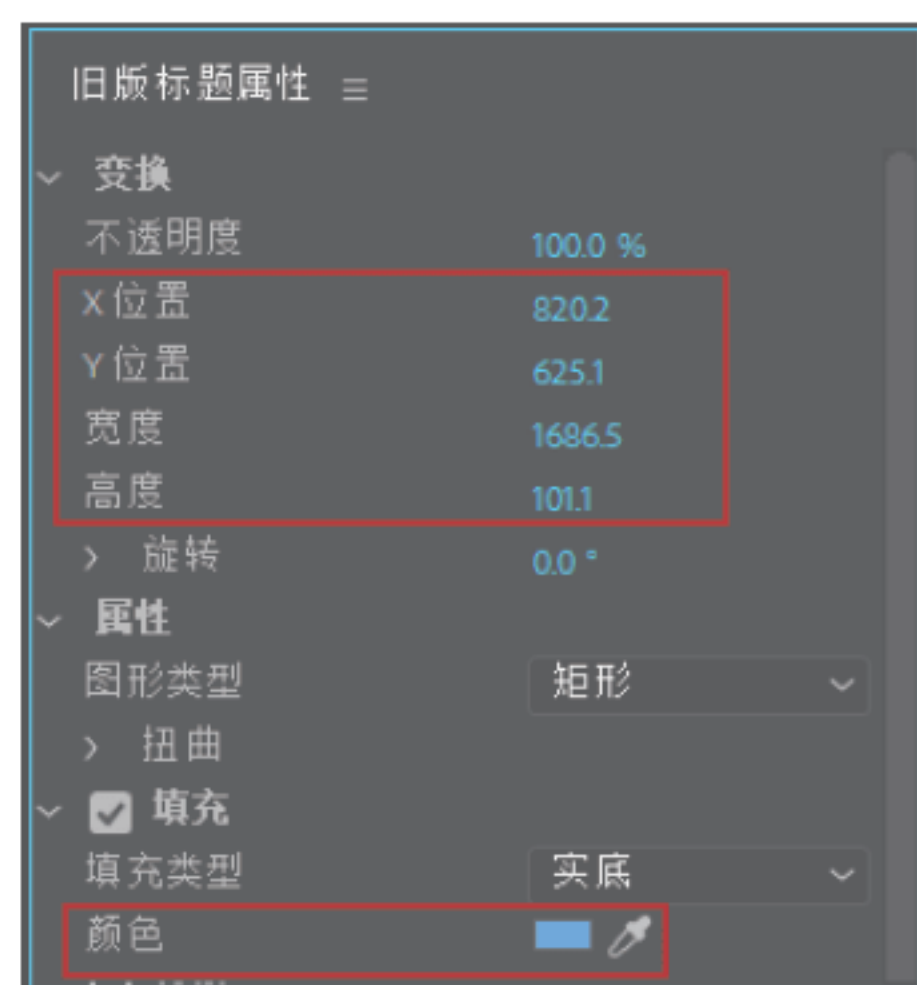 旧版标题属性
变换
不透明度 100.0 %
X位置 820.2
Y位置 625.1
宽度 1686.5
高度 101.1
旋转 0.0 °
属性
图形类型 矩形
扭曲
填充
填充类型 实底
颜色